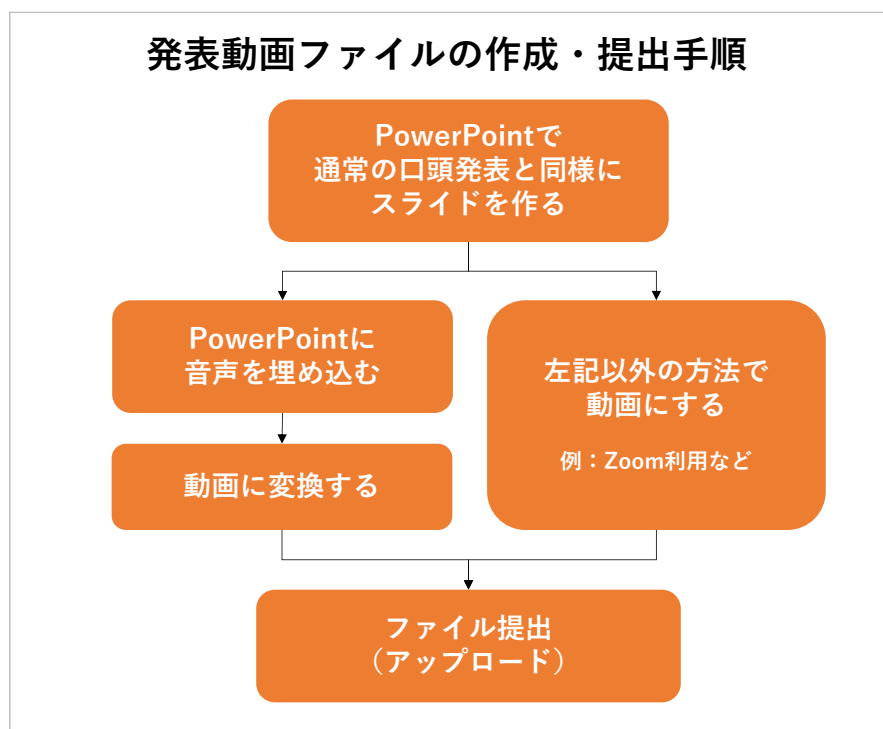 発表動画ファイルの作成・提出手順
PowerPointで
通常の口頭発表と同様に
スライドを作る
PowerPointに
音声を埋め込む
動画に変換する
左記以外の方法で
動画にする
例：Zoom利用など
ファイル提出
（アップロード）